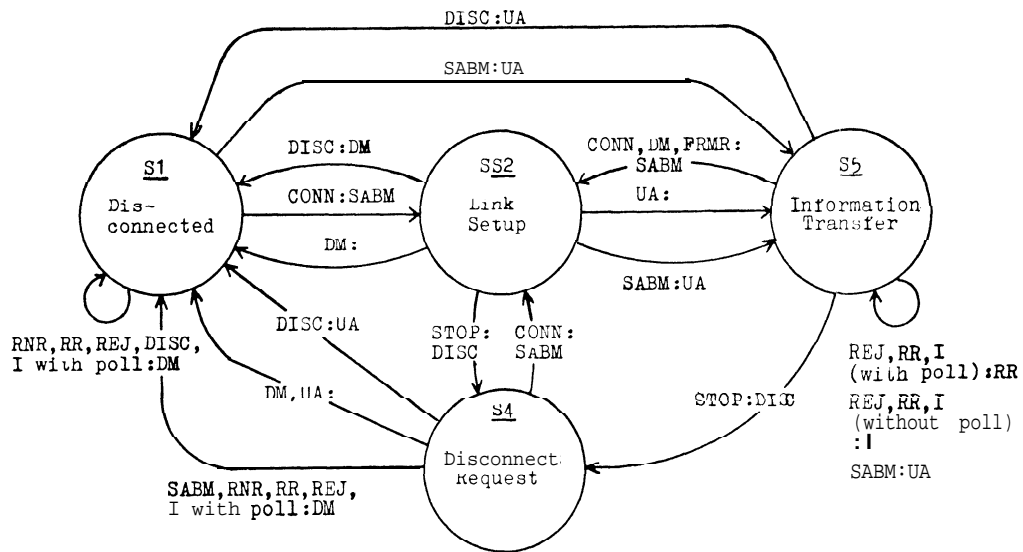 DISC:UA
SABM:UA
S1
Dis-
connected
DISC:DM
CONN:SABM
DM:
SS2
Link
Setup
CONN,DM,FRMR:
SABM
UA:
SABM:UA
S5
Information
Transfer
RNR,RR,REJ,DISC,
I with poll:DM
DISC:UA
DM,UA:
STOP:
DISC
CONN:
SABM
S4
Disconnect
Request
STOP:DISC
REJ,RR,I
(with poll):RR
REJ,RR,I
(without poll)
:I
SABM:UA
SABM,RNR,RR,REJ,
I with poll:DM